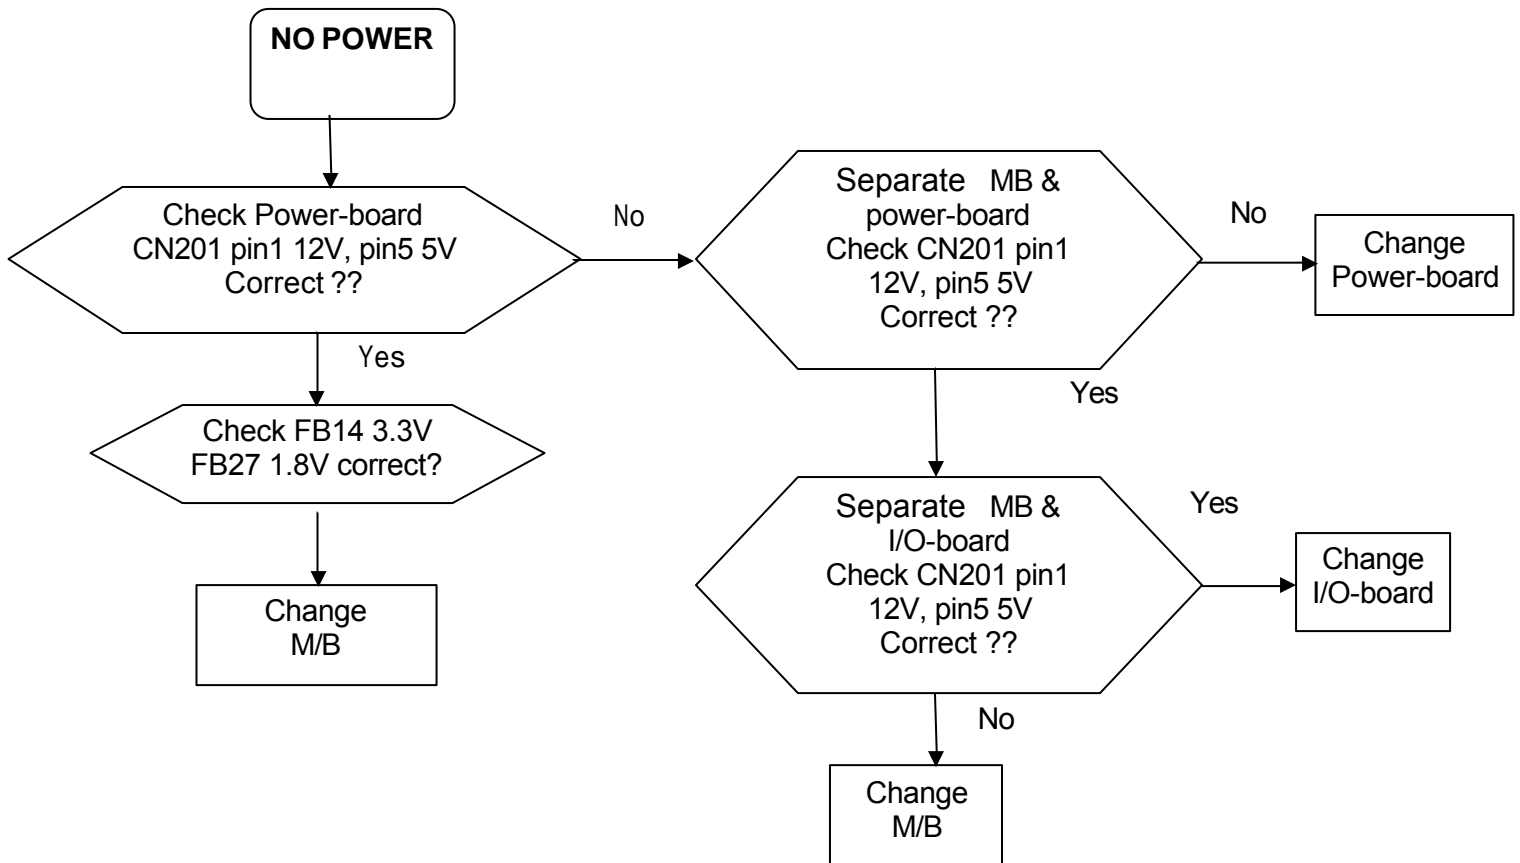 NO POWER
Check Power-board
CN201 pin1 12V, pin5 5V
Correct ??
No
Yes
Check FB14 3.3V
FB27 1.8V correct?
Change
M/B
Separate MB &
power-board
Check CN201 pin1
12V, pin5 5V
Correct ??
No
Change
Power-board
Yes
Separate MB &
I/O-board
Check CN201 pin1
12V, pin5 5V
Correct ??
Yes
Change
I/O-board
No
Change
M/B